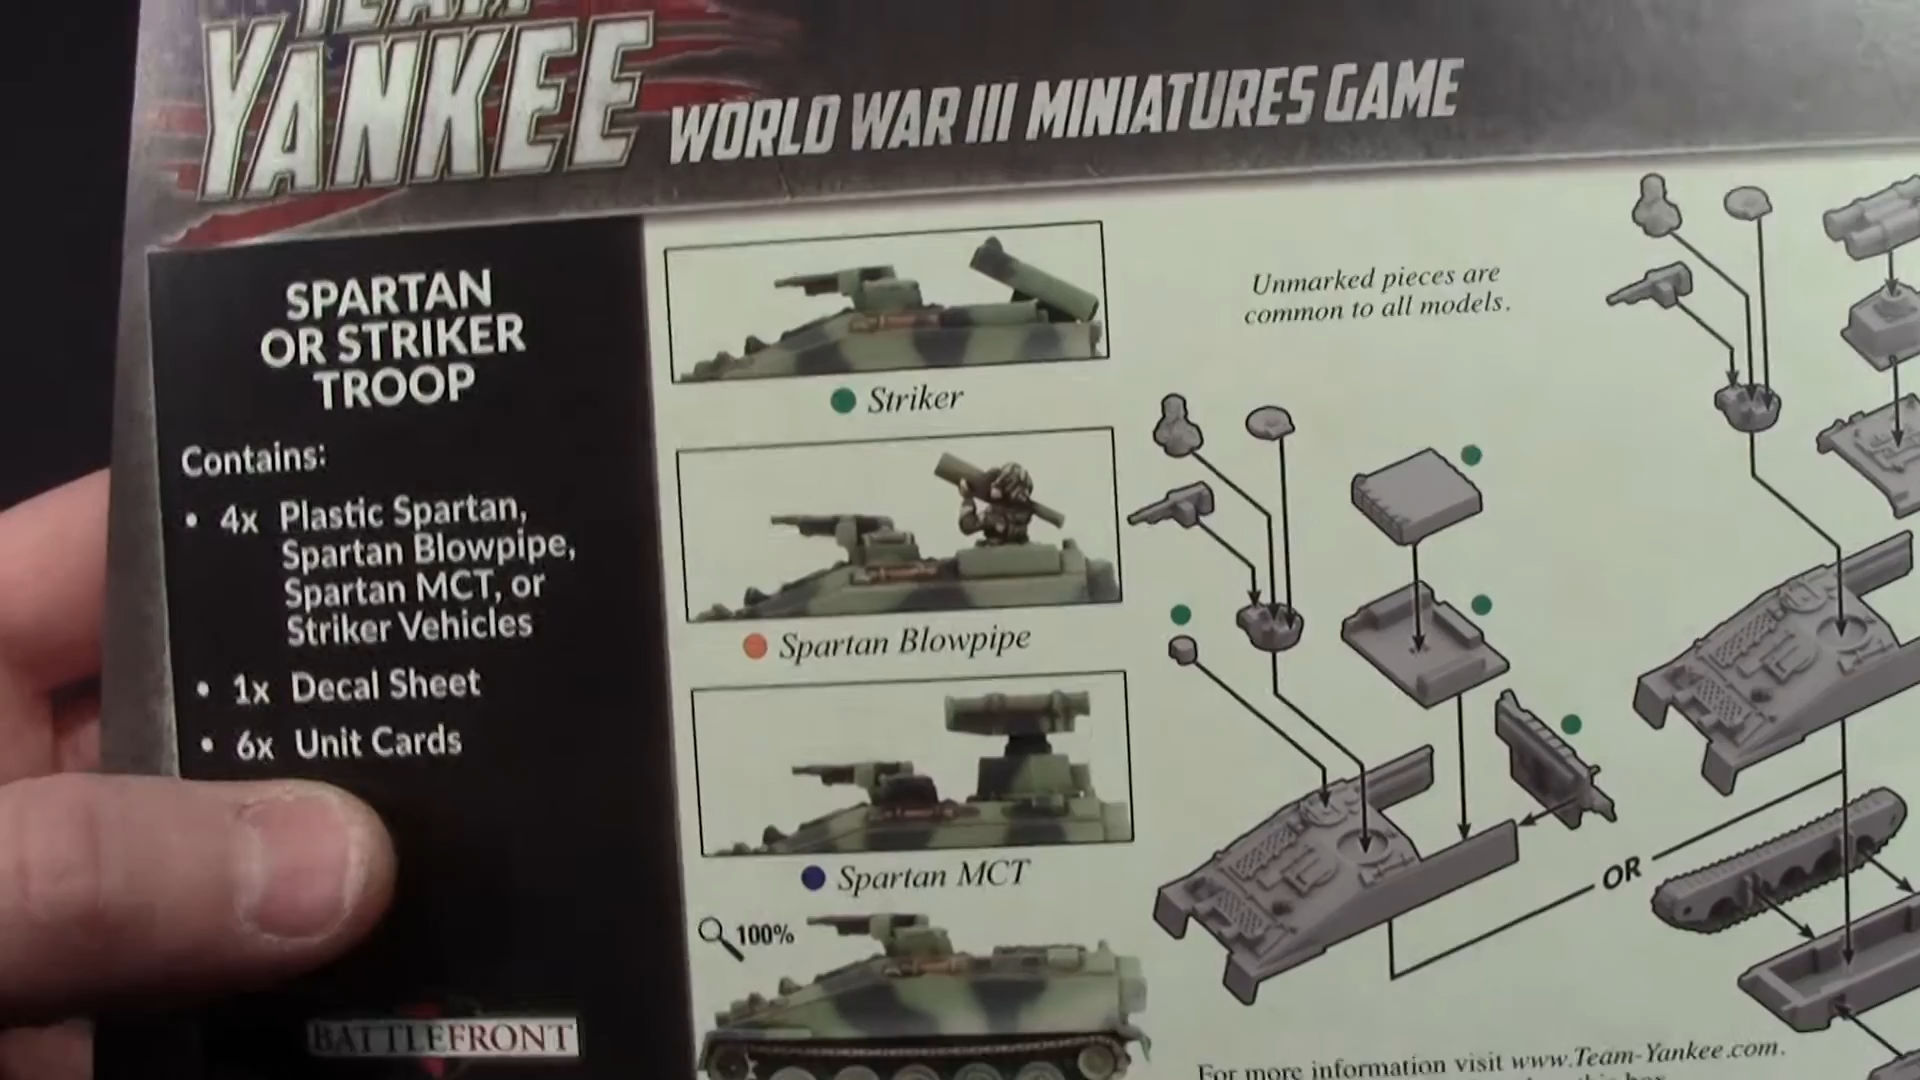 TEAM
YANKEE
WORLD WAR III MINIATURES GAME
SPARTAN
OR STRIKER
TROOP
Contains:
• 4x Plastic Spartan,
Spartan Blowpipe,
Spartan MCT, or
Striker Vehicles
• 1x Decal Sheet
• 6x Unit Cards
BATTLEFRONT
Striker
Spartan Blowpipe
Spartan MCT
100%
Unmarked pieces are
common to all models.
OR
For more information visit www.Team-Yankee.com.